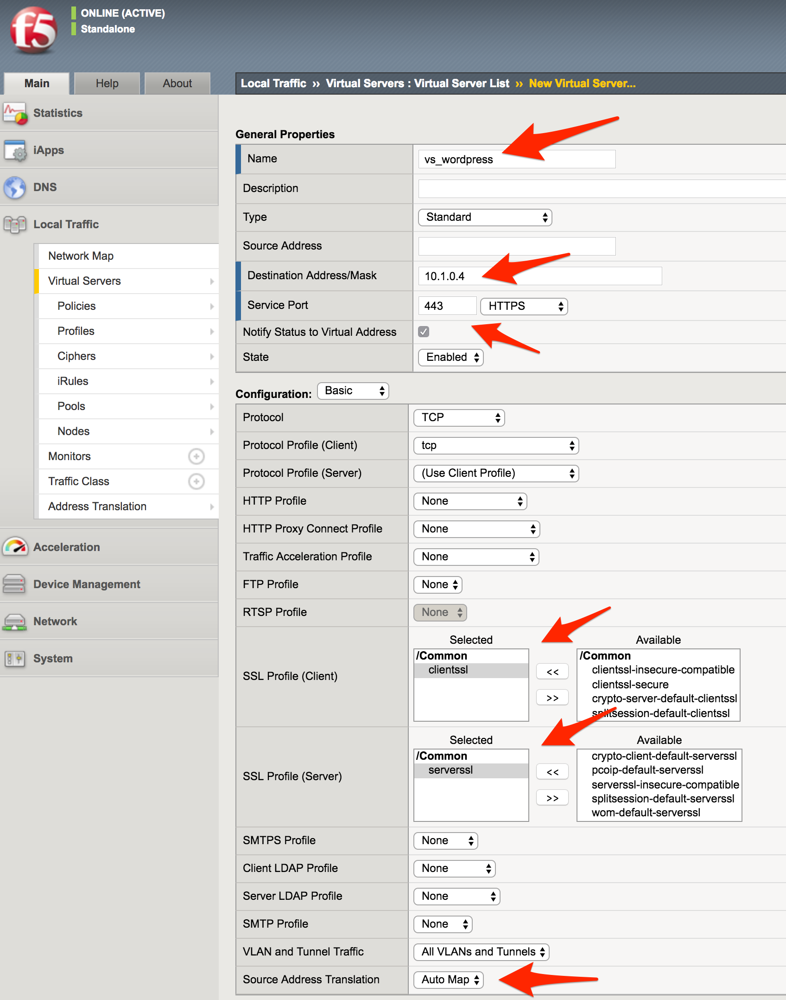 f5
ONLINE (ACTIVE)
Standalone
Main
Help
About
Local Traffic ›› Virtual Servers : Virtual Server List ›› New Virtual Server...
Statistics
iApps
DNS
Local Traffic
Network Map
Virtual Servers
Policies
Profiles
Ciphers
iRules
Pools
Nodes
Monitors
Traffic Class
Address Translation
Acceleration
Device Management
Network
System
General Properties
Name
vs_wordpress
Description
Type
Standard
Source Address
Destination Address/Mask
10.1.0.4
Service Port
443
HTTPS
Notify Status to Virtual Address
State
Enabled
Configuration:
Basic
Protocol
TCP
Protocol Profile (Client)
tcp
Protocol Profile (Server)
(Use Client Profile)
HTTP Profile
None
HTTP Proxy Connect Profile
None
Traffic Acceleration Profile
None
FTP Profile
None
RTSP Profile
None
SSL Profile (Client)
Selected
/Common
clientssl
<<
>>
Available
/Common
clientssl-insecure-compatible
clientssl-secure
crypto-server-default-clientssl
splitsession-default-clientssl
SSL Profile (Server)
Selected
/Common
serverssl
<<
>>
Available
crypto-client-default-serverssl
pcoip-default-serverssl
serverssl-insecure-compatible
splitsession-default-serverssl
wom-default-serverssl
SMTPS Profile
None
Client LDAP Profile
None
Server LDAP Profile
None
SMTP Profile
None
VLAN and Tunnel Traffic
All VLANs and Tunnels
Source Address Translation
Auto Map